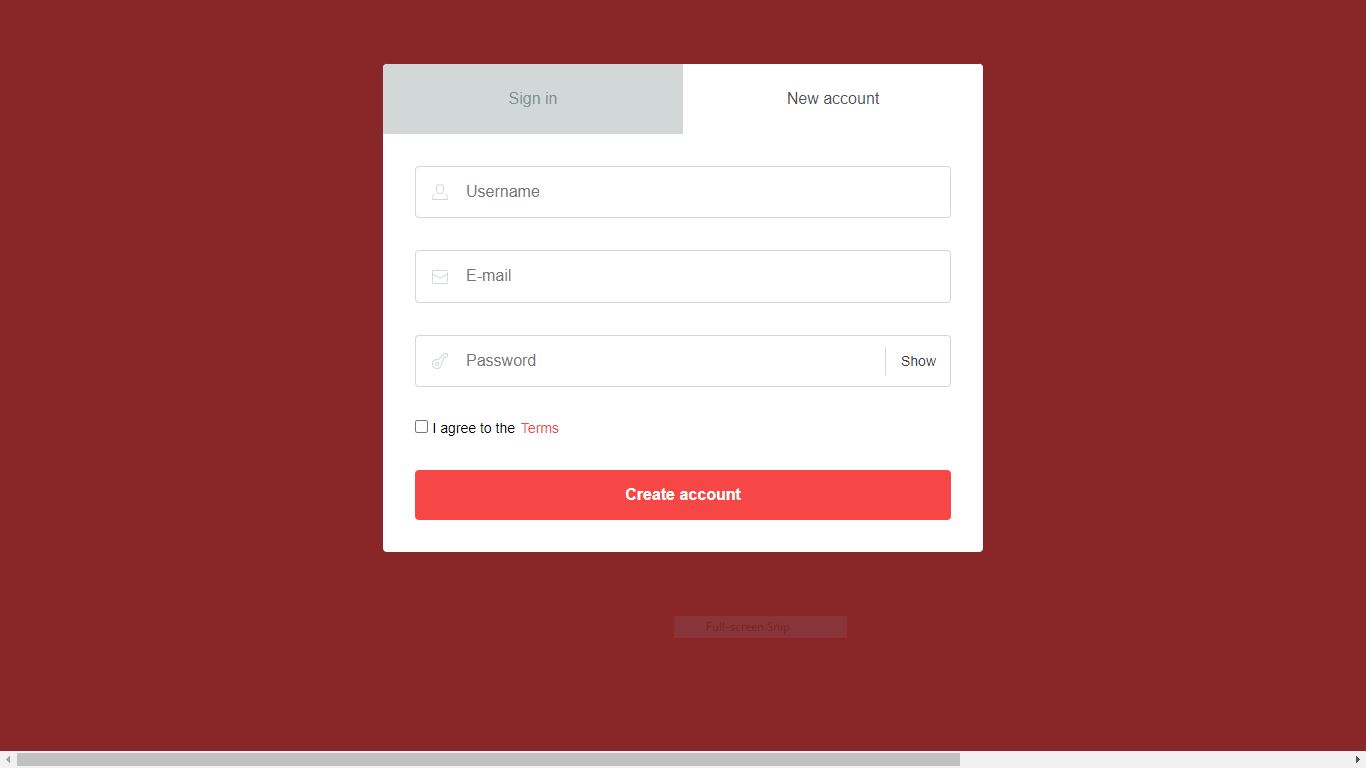 Sign in
New account
Username
E-mail
Password
Show
I agree to the Terms
Create account
Full-screen Snip